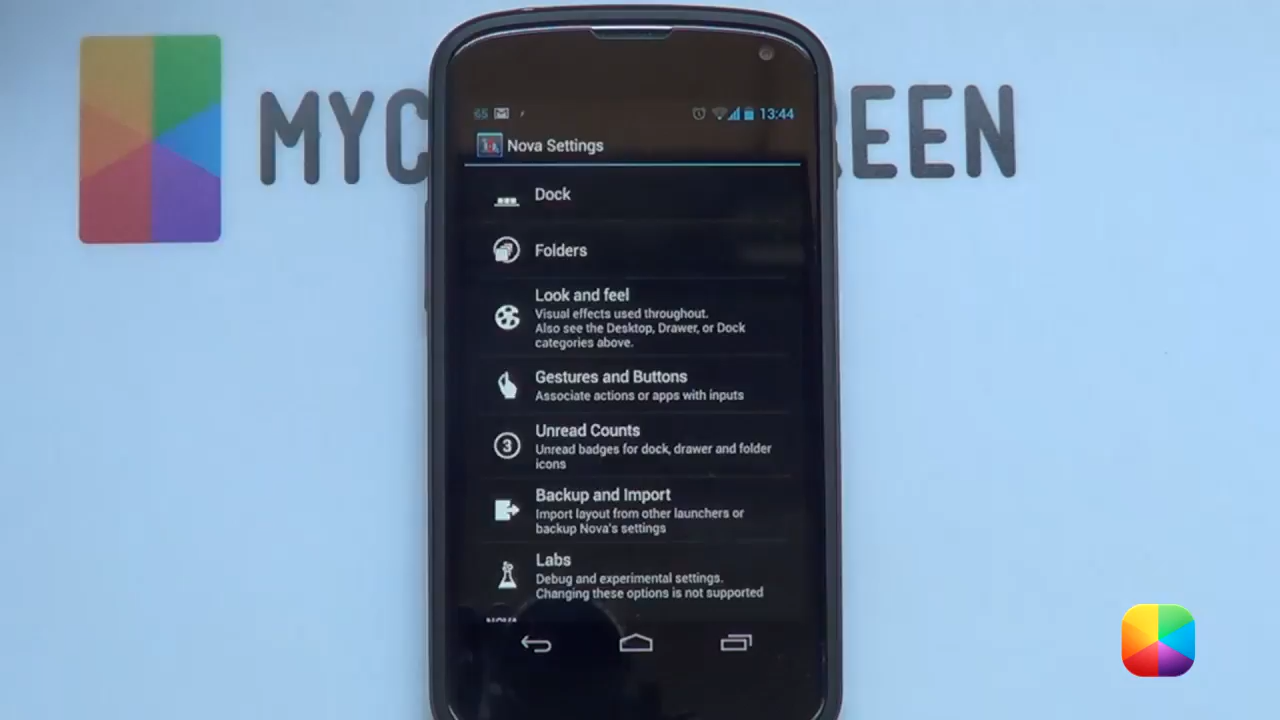 MYC
EEN
65
13:44
Nova Settings
Dock
Folders
Look and feel
Visual effects used throughout.
Also see the Desktop, Drawer, or Dock
categories above.
Gestures and Buttons
Associate actions or apps with inputs
3
Unread Counts
Unread badges for dock, drawer and folder
icons
Backup and Import
Import layout from other launchers or
backup Nova's settings
Labs
Debug and experimental settings.
Changing these options is not supported
NOVA